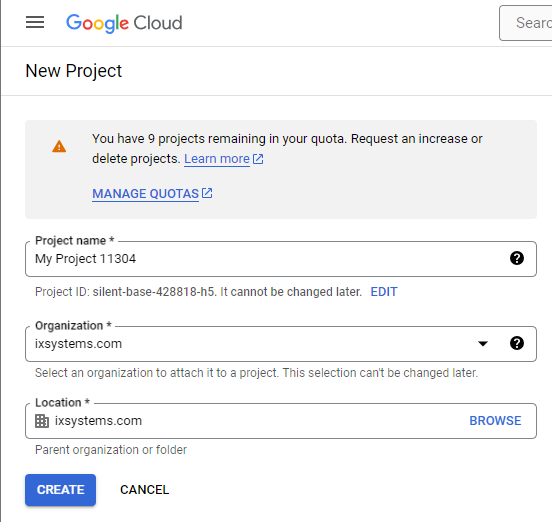 Google Cloud
Searc
New Project
You have 9 projects remaining in your quota. Request an increase or
delete projects. Learn more
MANAGE QUOTAS
Project name *
My Project 11304
Project ID: silent-base-428818-h5. It cannot be changed later. EDIT
Organization *
ixsystems.com
Select an organization to attach it to a project. This selection can't be changed later.
Location *
ixsystems.com BROWSE
Parent organization or folder
CREATE CANCEL